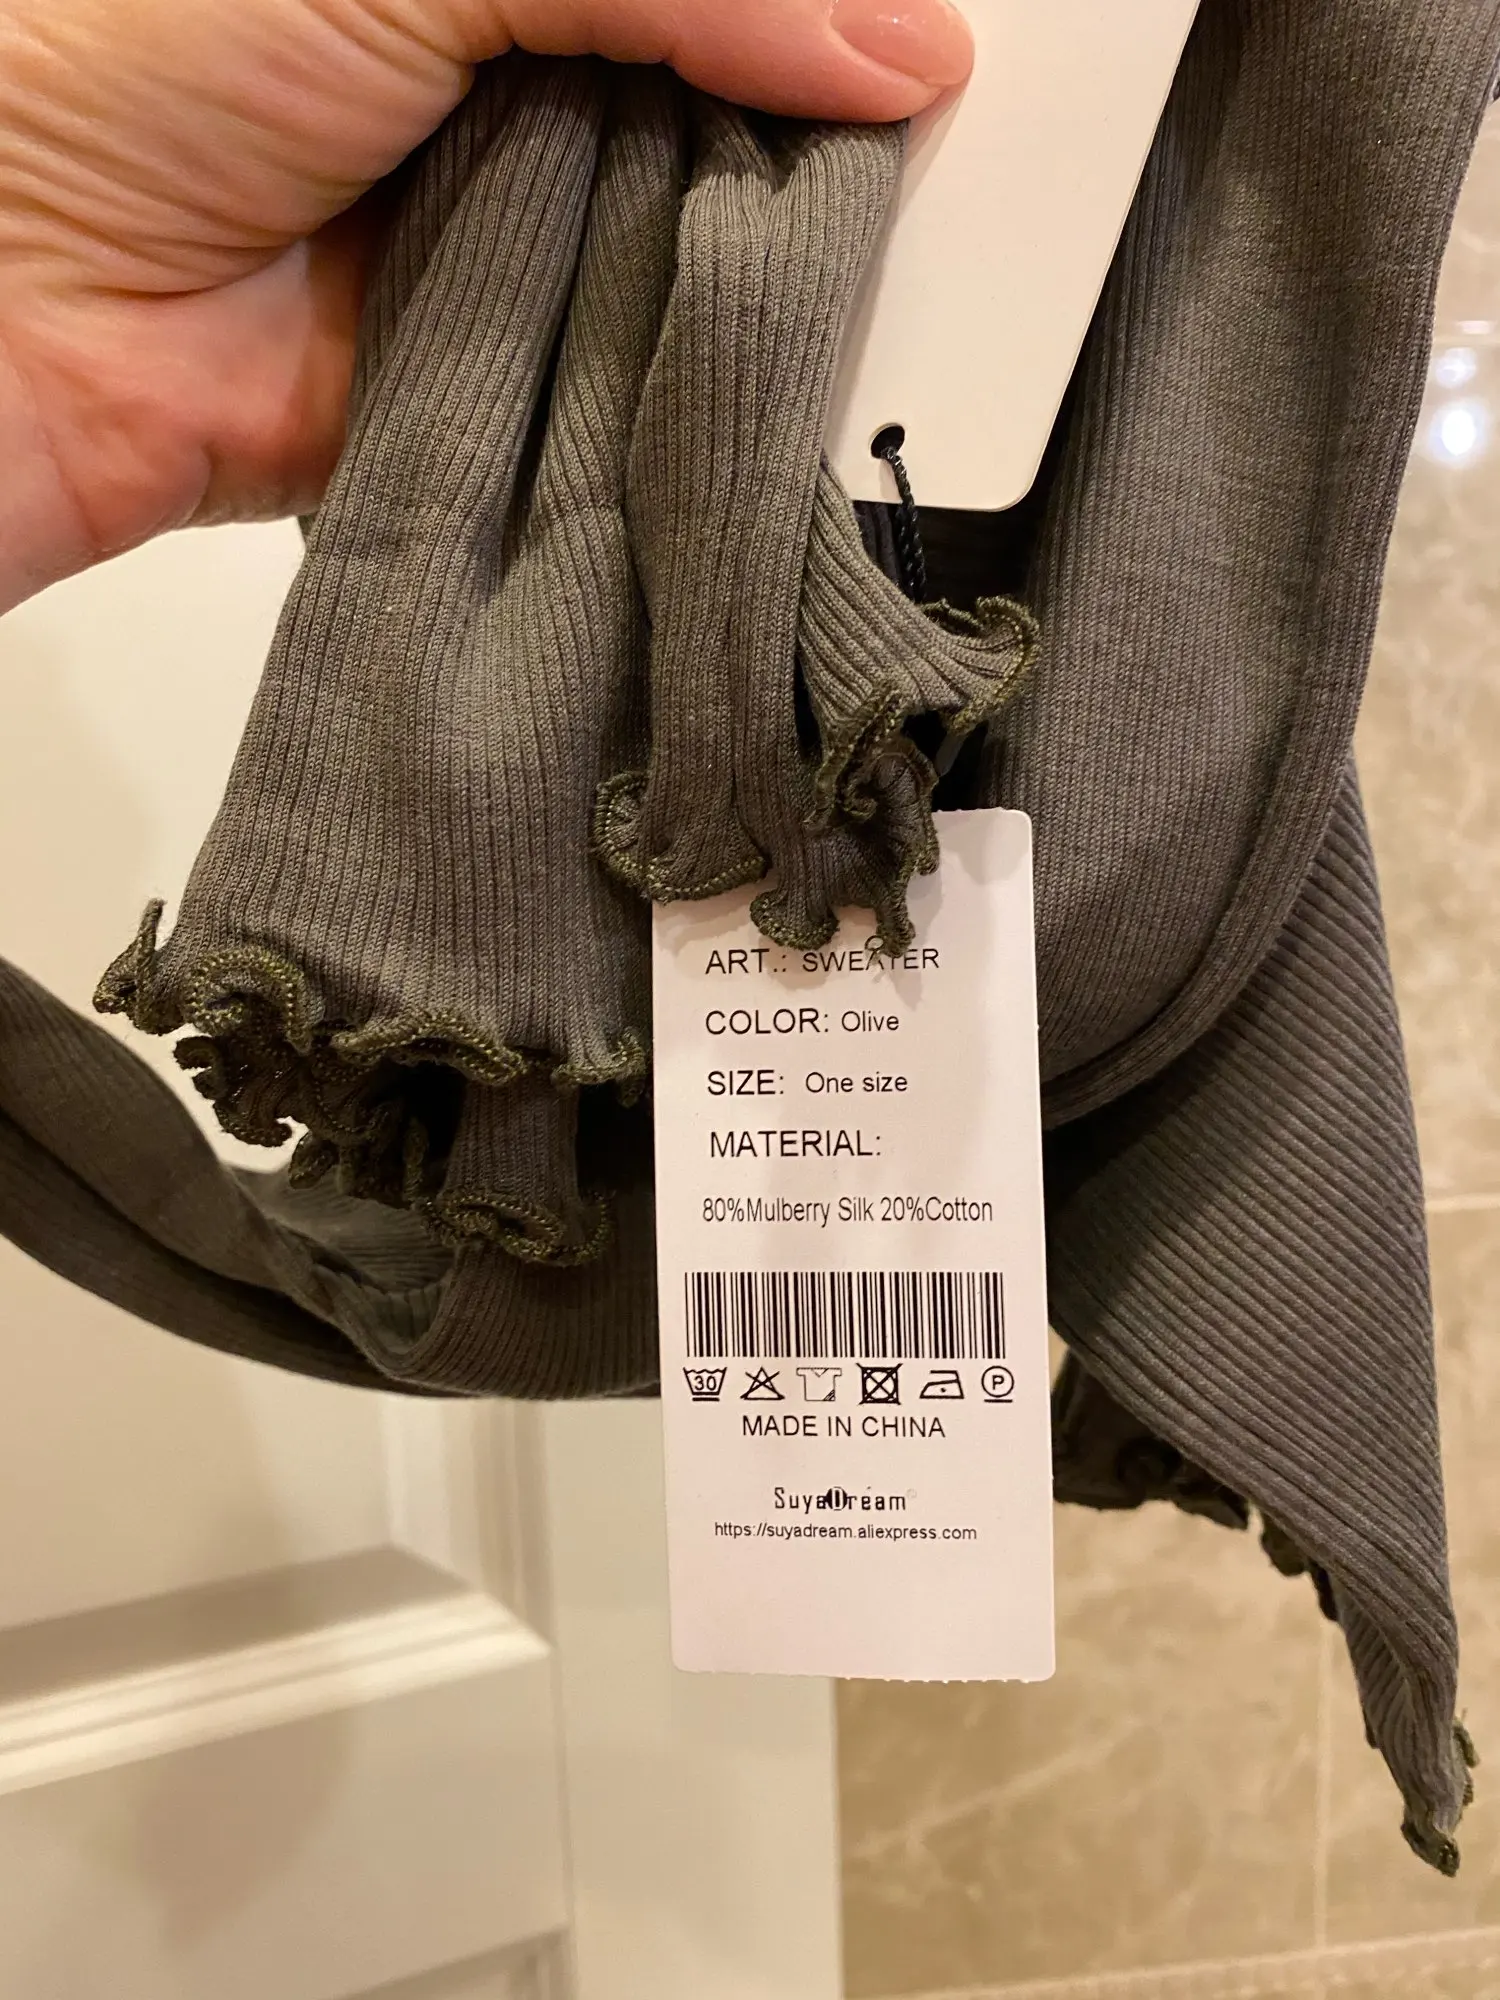 ART.: SWEATER
COLOR: Olive
SIZE: One size
MATERIAL:
80%Mulberry Silk 20%Cotton
30 P
MADE IN CHINA
SuyaDream
https://suyadream.aliexpress.com